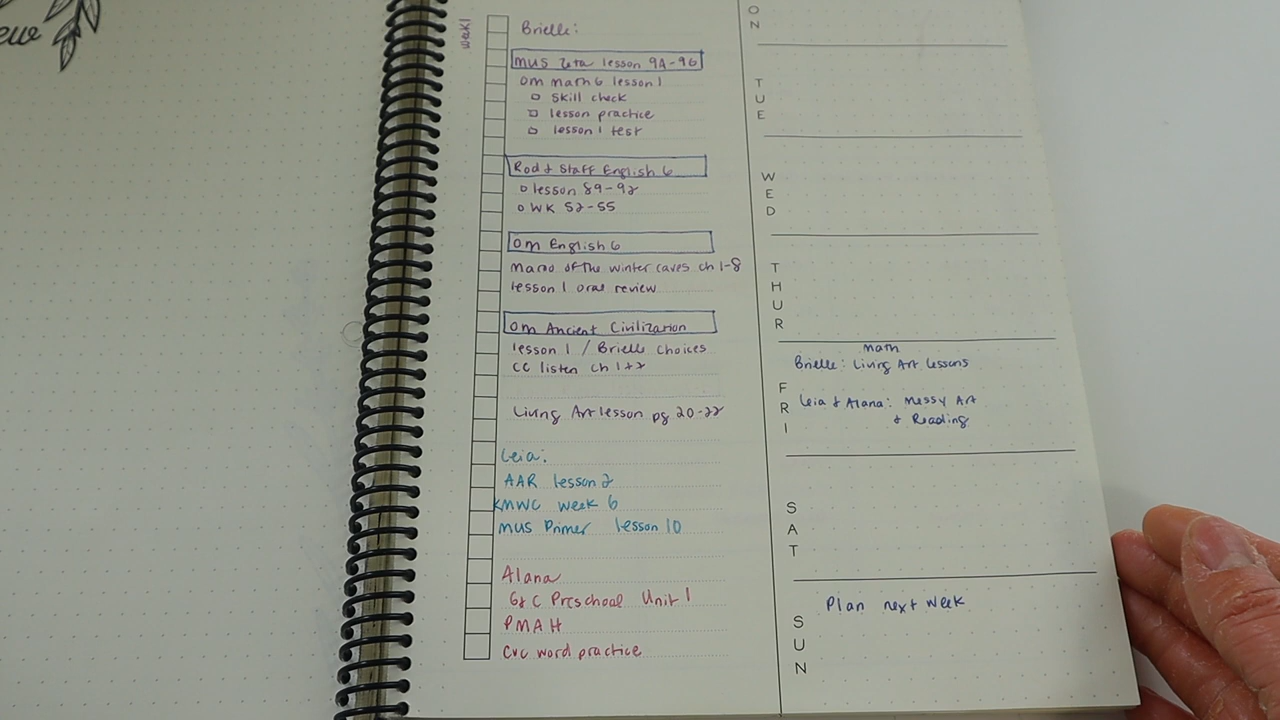 ew
week 1
Brielle:
MUS Zeta lesson 9A-9G
OM math 6 lesson 1
skill check
lesson practice
lesson 1 test
Rod & Staff English 6
lesson 89-92
WK 52-55
OM English 6
of the winter caves ch 1-8
lesson 1 oral review
OM Ancient Civilization
lesson 1 / Brielle choices
CC listen ch 1+2
Living Art lesson pg 20-22
Leia.
AAR lesson 2
KMWC week 6
MUS Primer lesson 10
Alana
G&C Preschool Unit 1
PMAH
CVC word practice
ON
TUE
WED
THUR
FRI
math
Brielle: Living Art Lessons
Leia & Alana: Messy Art
& Reading
SAT
SUN
Plan next week